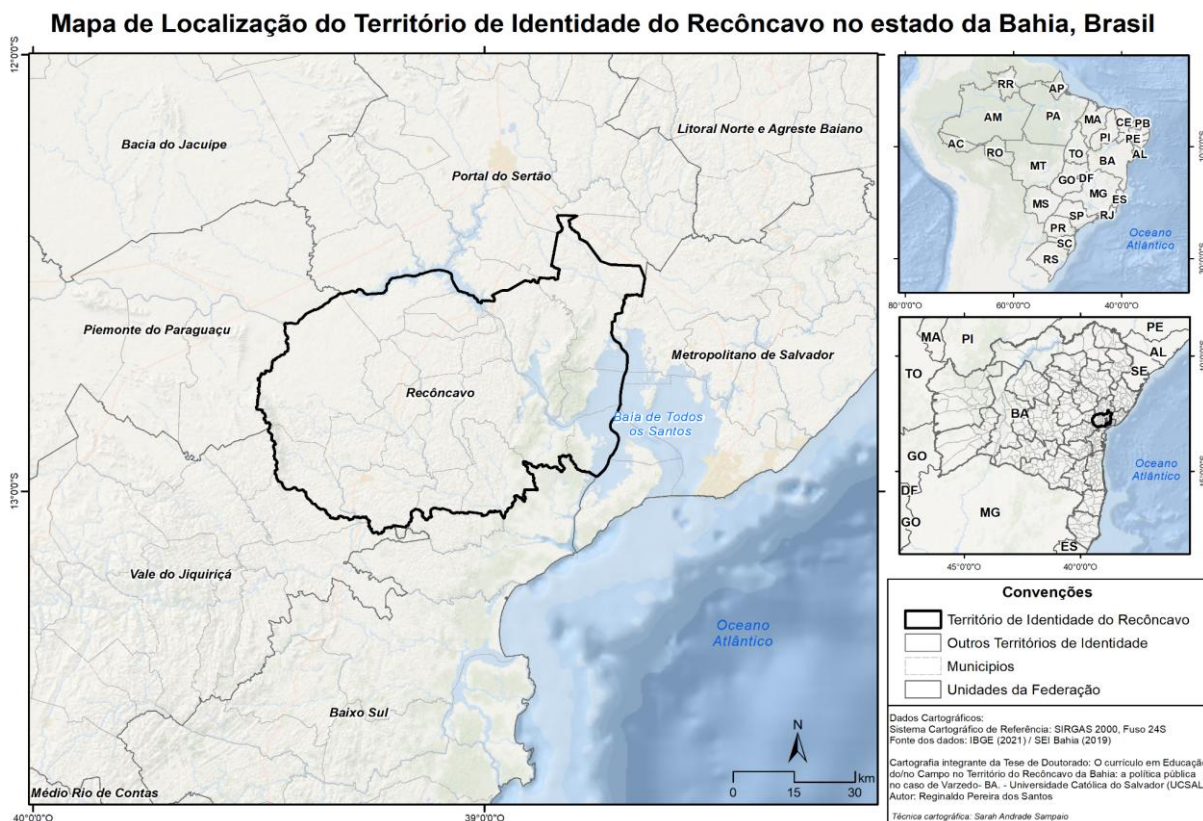 Mapa de Localização do Território de Identidade do Recôncavo no estado da Bahia, Brasil
12°0'0"S
13°0'0"S
40°0'0"O
39°0'0"O
Bacia do Jacuipe
Litoral Norte e Agreste Baiano
Portal do Sertão
Piemonte do Paraguaçu
Metropolitano de Salvador
Recôncavo
Baía de Todos
os Santos
Vale do Jiquiriçá
Oceano
Atlântico
Baixo Sul
Médio Rio de Contas
N
0 15 30
km
RR
AP
AM
PA
MA
CE
PB
PI
PE
AC
RO
TO
AL
MT
BA
GO
DF
MG
MS
ES
SP
RJ
PR
SC
RS
Oceano
Atlântico
80°0'0"O
60°0'0"O
40°0'0"O
MA
PI
PE
AL
TO
SE
BA
GO
DF
GO
MG
ES
Oceano
Atlântico
45°0'0"O
40°0'0"O
Convenções
Território de Identidade do Recôncavo
Outros Territórios de Identidade
Municipios
Unidades da Federação
Dados Cartográficos:
Sistema Cartográfico de Referência: SIRGAS 2000, Fuso 24S
Fonte dos dados: IBGE (2021) / SEI Bahia (2019)
Cartografia integrante da Tese de Doutorado: O currículo em Educação
do/no Campo no Território do Recôncavo da Bahia: a política pública
no caso de Varzedo- BA. - Universidade Católica do Salvador (UCSAL
Autor: Reginaldo Pereira dos Santos
Técnica cartográfica: Sarah Andrade Sampaio